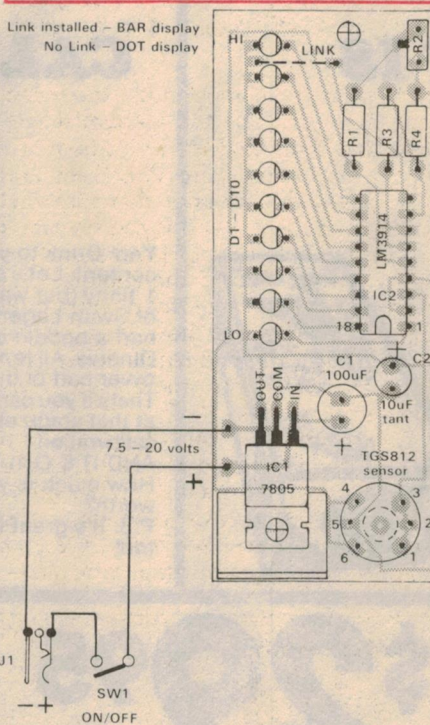 Link installed – BAR display
No Link – DOT display
HI
LINK
R2
R1
R3
R4
D1 – D10
LM3914
IC2
LO
18
1
C1
100uF
+
+
C2
10uF
tant
OUT
COM
IN
–
7.5 – 20 volts
+
IC1
7805
TGS812
sensor
4
3
5
2
6
1
J1
– +
SW1
ON/OFF